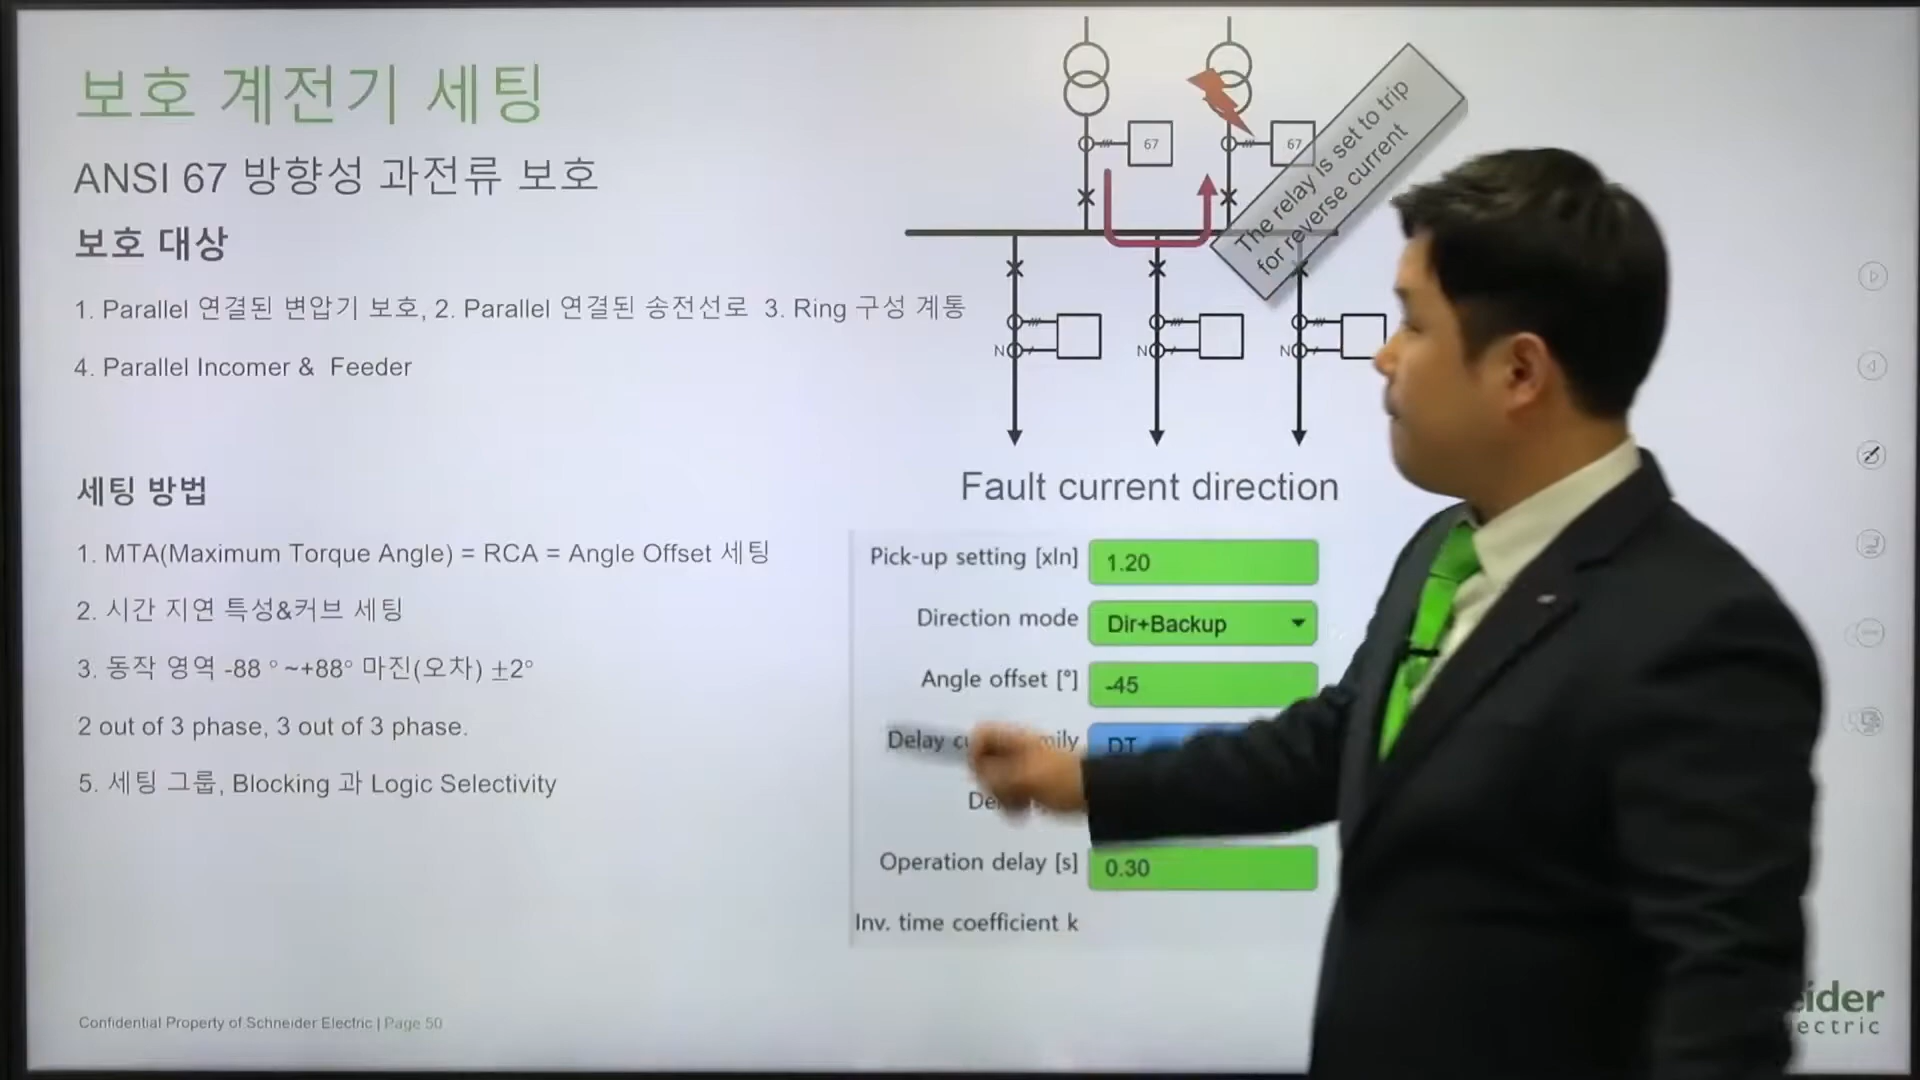 보호 계전기 세팅
ANSI 67 방향성 과전류 보호
보호 대상
1. Parallel 연결된 변압기 보호, 2. Parallel 연결된 송전선로 3. Ring 구성 계통
4. Parallel Incomer & Feeder
세팅 방법
1. MTA(Maximum Torque Angle) = RCA = Angle Offset 세팅
2. 시간 지연 특성&커브 세팅
3. 동작 영역 -88 ° ~+88° 마진(오차) ±2°
2 out of 3 phase, 3 out of 3 phase.
5. 세팅 그룹, Blocking 과 Logic Selectivity
67
67
The relay is set to trip
for reverse current
N
N
N
Fault current direction
Pick-up setting [xIn] 1.20
Direction mode Dir+Backup
Angle offset [°] -45
Delay DT
Operation delay [s] 0.30
Inv. time coefficient k
Confidential Property of Schneider Electric | Page 50